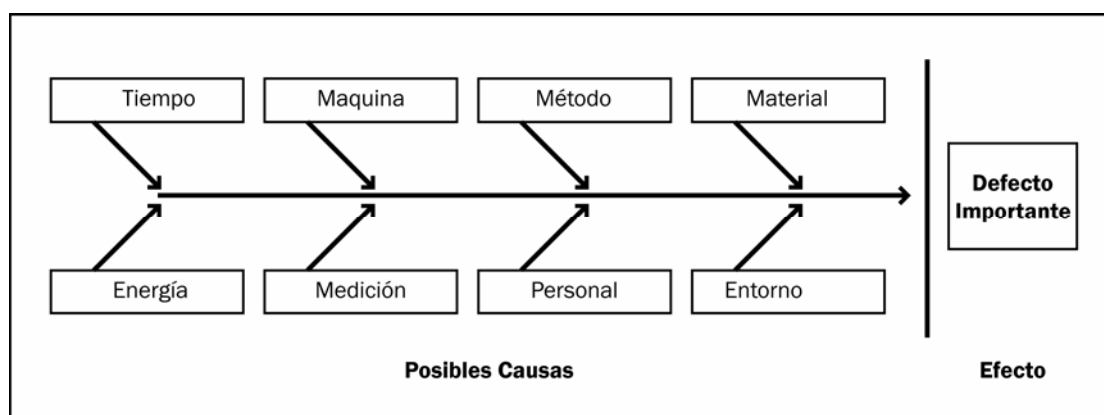 Tiempo
Maquina
Método
Material
Defecto
Importante
Energía
Medición
Personal
Entorno
Posibles Causas
Efecto